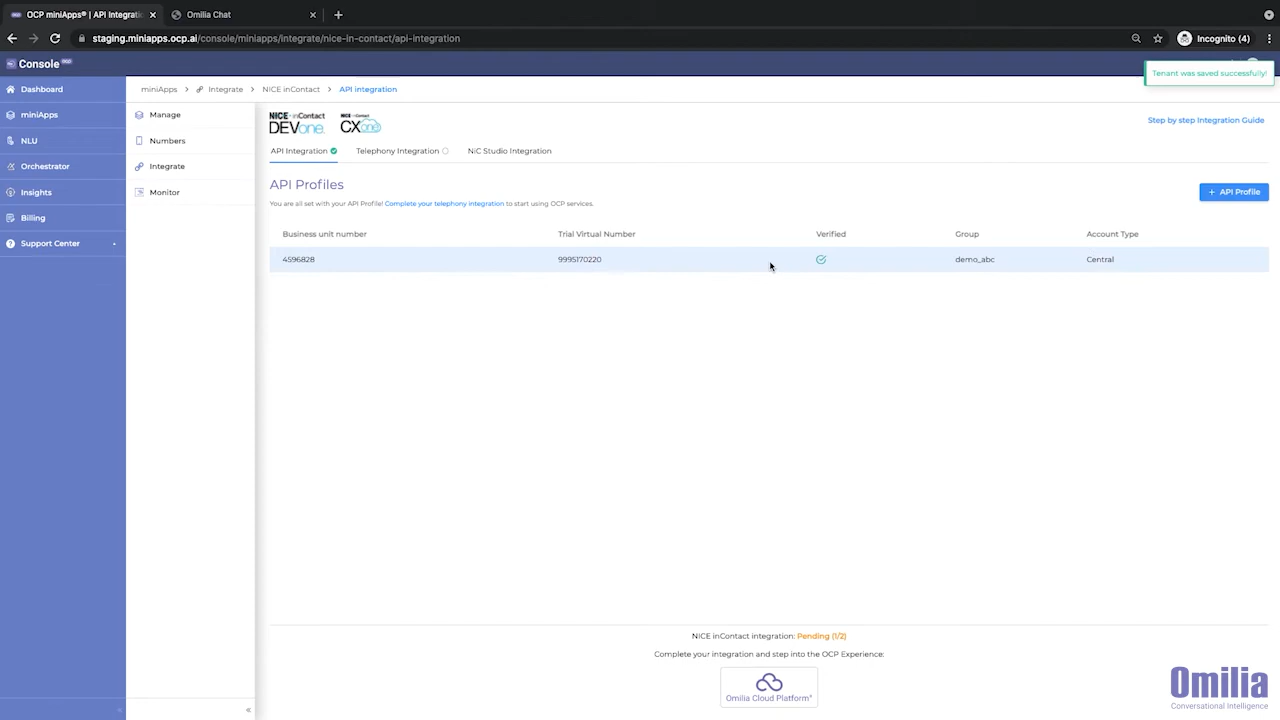 OCP miniApps® | API Integratio
Omilia Chat
staging.miniapps.ocp.ai/console/miniapps/integrate/nice-in-contact/api-integration
Incognito (4)
Console
Tenant was saved successfully!
Dashboard
miniApps
NLU
Orchestrator
Insights
Billing
Support Center
Manage
Numbers
Integrate
Monitor
miniApps > Integrate > NICE inContact > API integration
NICE inContact DEVone
NICE inContact CXone
Step by step Integration Guide
API Integration
Telephony Integration
NiC Studio Integration
API Profiles
+ API Profile
You are all set with your API Profile! Complete your telephony integration to start using OCP services.
Business unit number Trial Virtual Number Verified Group Account Type
4596828 9995170220 demo_abc Central
NICE inContact integration: Pending (1/2)
Complete your integration and step into the OCP Experience:
Omilia Cloud Platform®
Omilia
Conversational Intelligence